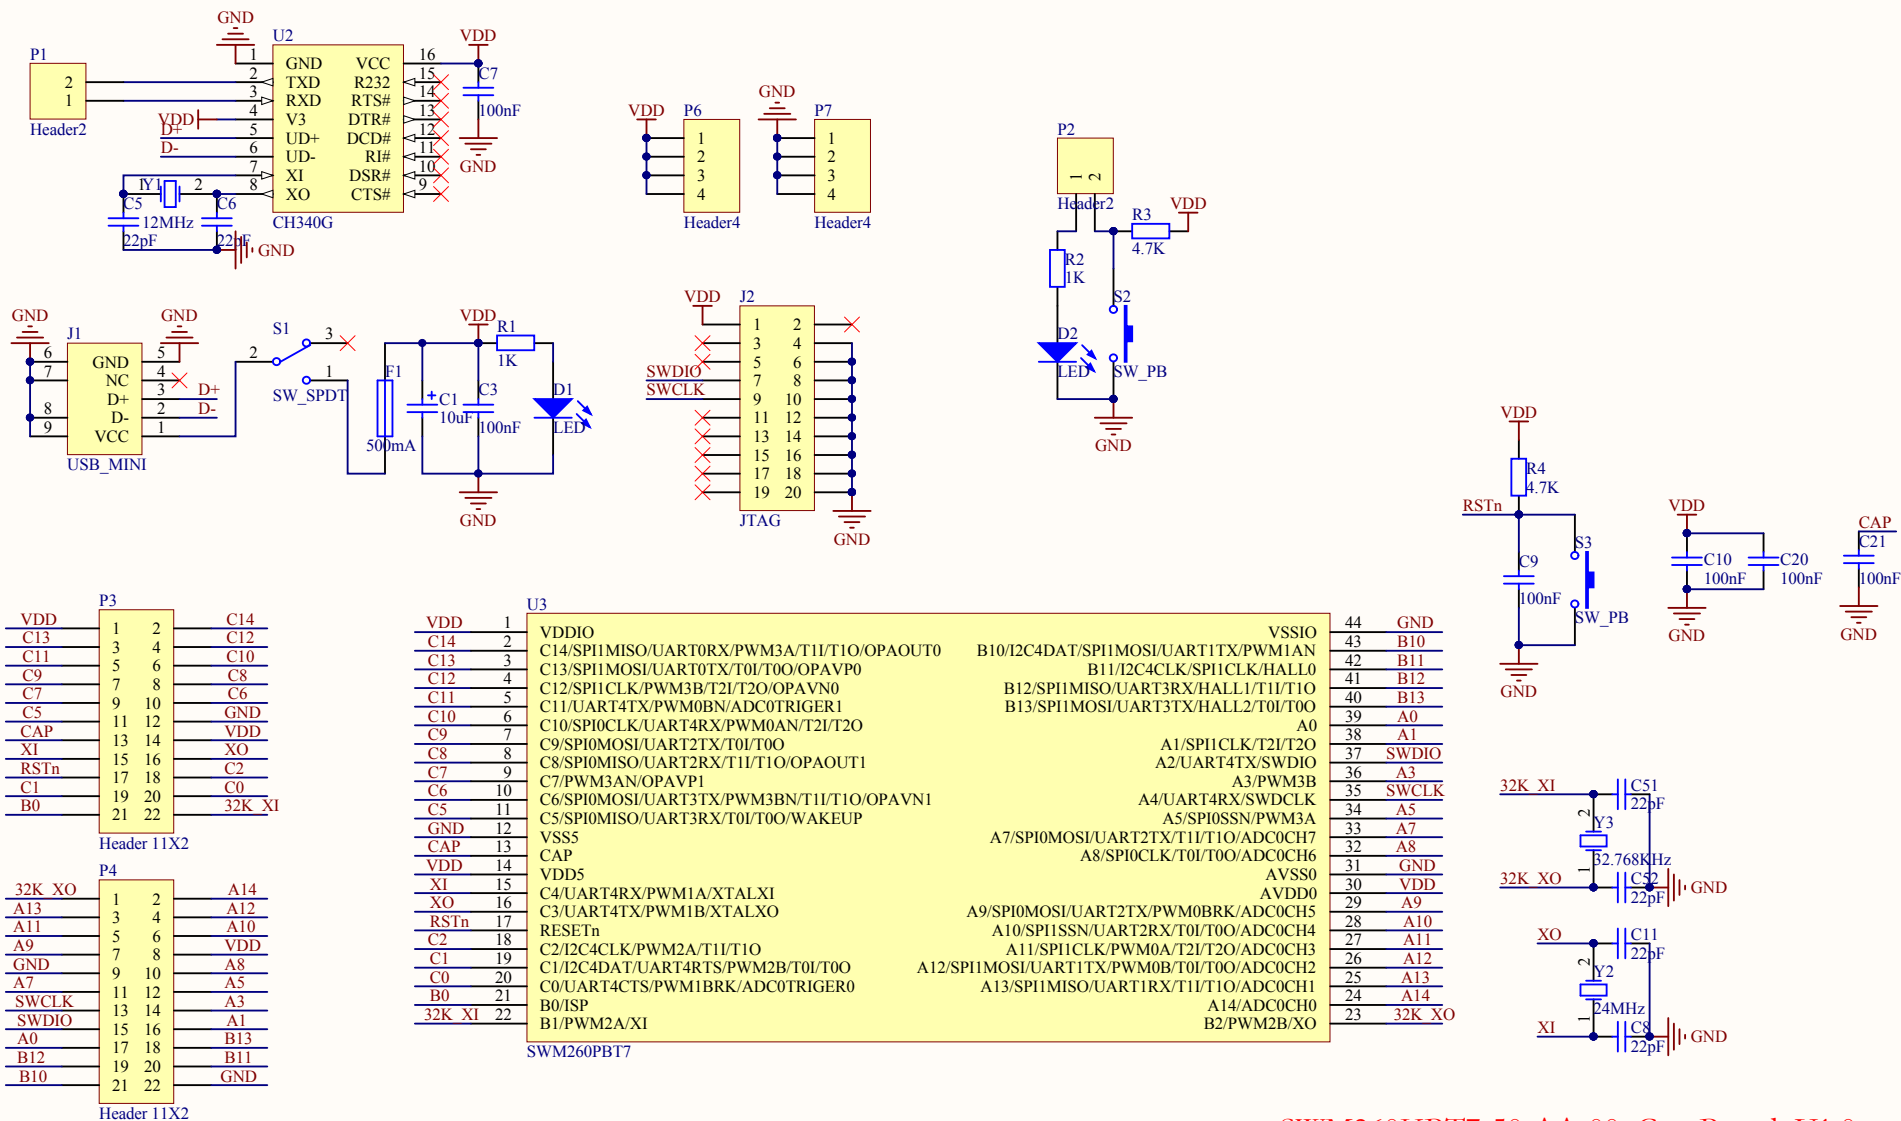 GND
P1
2
1
Header2
U2
1 GND VCC 16
2 TXD R232 15
3 RXD RTS# 14
4 V3 DTR# 13
5 UD+ DCD# 12
6 UD- RI# 11
7 XI DSR# 10
8 XO CTS# 9
CH340G
VDD
D+
D-
1 Y1 2
12MHz
C5
22pF
C6
22pF
GND
VDD
C7
100nF
GND
VDD
P6
1
2
3
4
Header4
GND
P7
1
2
3
4
Header4
P2
1 2
Header2
R3
4.7K
VDD
R2
1K
D2
LED
S2
SW_PB
GND
GND
J1
GND
6 GND 5
7 NC 4
D+ 3 D+
8 D- 2 D-
9 VCC 1
USB_MINI
S1
2
3
1
SW_SPDT
F1
500mA
VDD
C1
+
10uF
C3
100nF
R1
1K
D1
LED
GND
VDD
J2
1 2
3 4
5 6
SWDIO 7 8
SWCLK 9 10
11 12
13 14
15 16
17 18
19 20
JTAG
GND
VDD
R4
4.7K
RSTn
C9
100nF
S3
SW_PB
GND
VDD
C10
100nF
C20
100nF
GND
CAP
C21
100nF
GND
P3
VDD 1 2 C14
C13 3 4 C12
C11 5 6 C10
C9 7 8 C8
C7 9 10 C6
C5 11 12 GND
CAP 13 14 VDD
XI 15 16 XO
RSTn 17 18 C2
C1 19 20 C0
B0 21 22 32K_XI
Header 11X2
P4
32K_XO 1 2 A14
A13 3 4 A12
A11 5 6 A10
A9 7 8 VDD
GND 9 10 A8
A7 11 12 A5
SWCLK 13 14 A3
SWDIO 15 16 A1
A0 17 18 B13
B12 19 20 B11
B10 21 22 GND
Header 11X2
U3
VDD 1 VDDIO VSSIO 44 GND
C14 2 C14/SPI1MISO/UART0RX/PWM3A/T1I/T1O/OPAOUT0 B10/I2C4DAT/SPI1MOSI/UART1TX/PWM1AN 43 B10
C13 3 C13/SPI1MOSI/UART0TX/T0I/T0O/OPAVP0 B11/I2C4CLK/SPI1CLK/HALL0 42 B11
C12 4 C12/SPI1CLK/PWM3B/T2I/T2O/OPAVN0 B12/SPI1MISO/UART3RX/HALL1/T1I/T1O 41 B12
C11 5 C11/UART4TX/PWM0BN/ADC0TRIGER1 B13/SPI1MOSI/UART3TX/HALL2/T0I/T0O 40 B13
C10 6 C10/SPI0CLK/UART4RX/PWM0AN/T2I/T2O A0 39 A0
C9 7 C9/SPI0MOSI/UART2TX/T0I/T0O A1/SPI1CLK/T2I/T2O 38 A1
C8 8 C8/SPI0MISO/UART2RX/T1I/T1O/OPAOUT1 A2/UART4TX/SWDIO 37 SWDIO
C7 9 C7/PWM3AN/OPAVP1 A3/PWM3B 36 A3
C6 10 C6/SPI0MOSI/UART3TX/PWM3BN/T1I/T1O/OPAVN1 A4/UART4RX/SWDCLK 35 SWCLK
C5 11 C5/SPI0MISO/UART3RX/T0I/T0O/WAKEUP A5/SPI0SSN/PWM3A 34 A5
GND 12 VSS5 A7/SPI0MOSI/UART2TX/T1I/T1O/ADC0CH7 33 A7
CAP 13 CAP A8/SPI0CLK/T0I/T0O/ADC0CH6 32 A8
VDD 14 VDD5 AVSS0 31 GND
XI 15 C4/UART4RX/PWM1A/XTALXI AVDD0 30 VDD
XO 16 C3/UART4TX/PWM1B/XTALXO A9/SPI0MOSI/UART2TX/PWM0BRK/ADC0CH5 29 A9
RSTn 17 RESETn A10/SPI1SSN/UART2RX/T0I/T0O/ADC0CH4 28 A10
C2 18 C2/I2C4CLK/PWM2A/T1I/T1O A11/SPI1CLK/PWM0A/T2I/T2O/ADC0CH3 27 A11
C1 19 C1/I2C4DAT/UART4RTS/PWM2B/T0I/T0O A12/SPI1MOSI/UART1TX/PWM0B/T0I/T0O/ADC0CH2 26 A12
C0 20 C0/UART4CTS/PWM1BRK/ADC0TRIGER0 A13/SPI1MISO/UART1RX/T1I/T1O/ADC0CH1 25 A13
B0 21 B0/ISP A14/ADC0CH0 24 A14
32K_XI 22 B1/PWM2A/XI B2/PWM2B/XO 23 32K_XO
SWM260PBT7
32K_XI
C51
22pF
2
Y3
32.768KHz
1
32K_XO
C52
22pF
GND
XO
C11
22pF
2
Y2
24MHz
1
XI
C8
22pF
GND